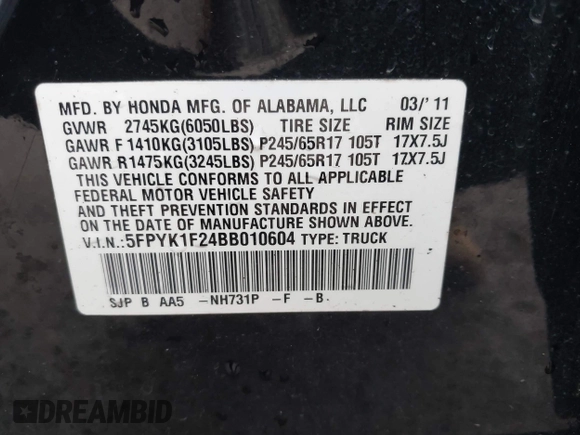 MFD. BY HONDA MFG. OF ALABAMA, LLC 03/'11
GVWR 2745KG(6050LBS) TIRE SIZE RIM SIZE
GAWR F1410KG(3105LBS) P245/65R17 105T 17X7.5J
GAWR R1475KG(3245LBS) P245/65R17 105T 17X7.5J
THIS VEHICLE CONFORMS TO ALL APPLICABLE
FEDERAL MOTOR VEHICLE SAFETY
AND THEFT PREVENTION STANDARDS IN EFFECT
ON THE DATE OF MANUFACTURE SHOWN ABOVE.
V.I.N.:5FPYK1F24BB010604 TYPE: TRUCK
SJP B AA5 -NH731P -F -B-
DREAMBID